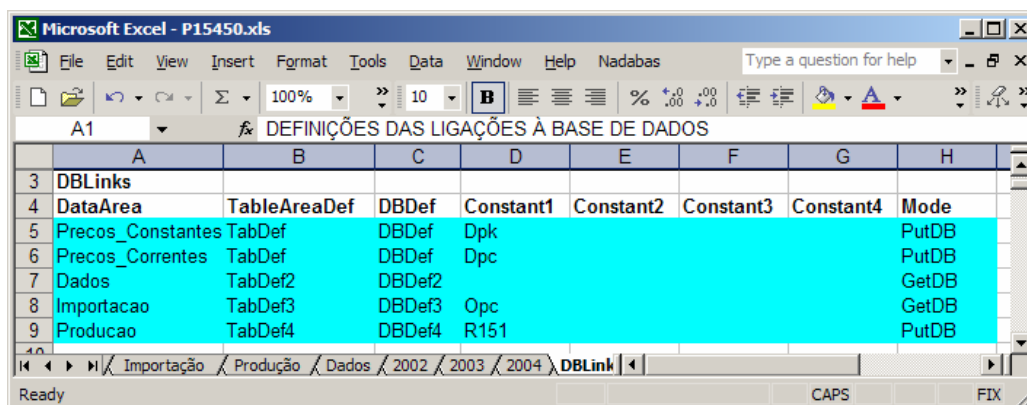 Microsoft Excel - P15450.xls
File Edit View Insert Format Tools Data Window Help Nadabas Type a question for help
Σ 100% 10 B %
A1 fx DEFINIÇÕES DAS LIGAÇÕES À BASE DE DADOS
A B C D E F G H
3 DBLinks
4 DataArea TableAreaDef DBDef Constant1 Constant2 Constant3 Constant4 Mode
5 Precos_Constantes TabDef DBDef Dpk PutDB
6 Precos_Correntes TabDef DBDef Dpc PutDB
7 Dados TabDef2 DBDef2 GetDB
8 Importacao TabDef3 DBDef3 Opc GetDB
9 Producao TabDef4 DBDef4 R151 PutDB
Importação Produção Dados 2002 2003 2004 DBLink
Ready CAPS FIX